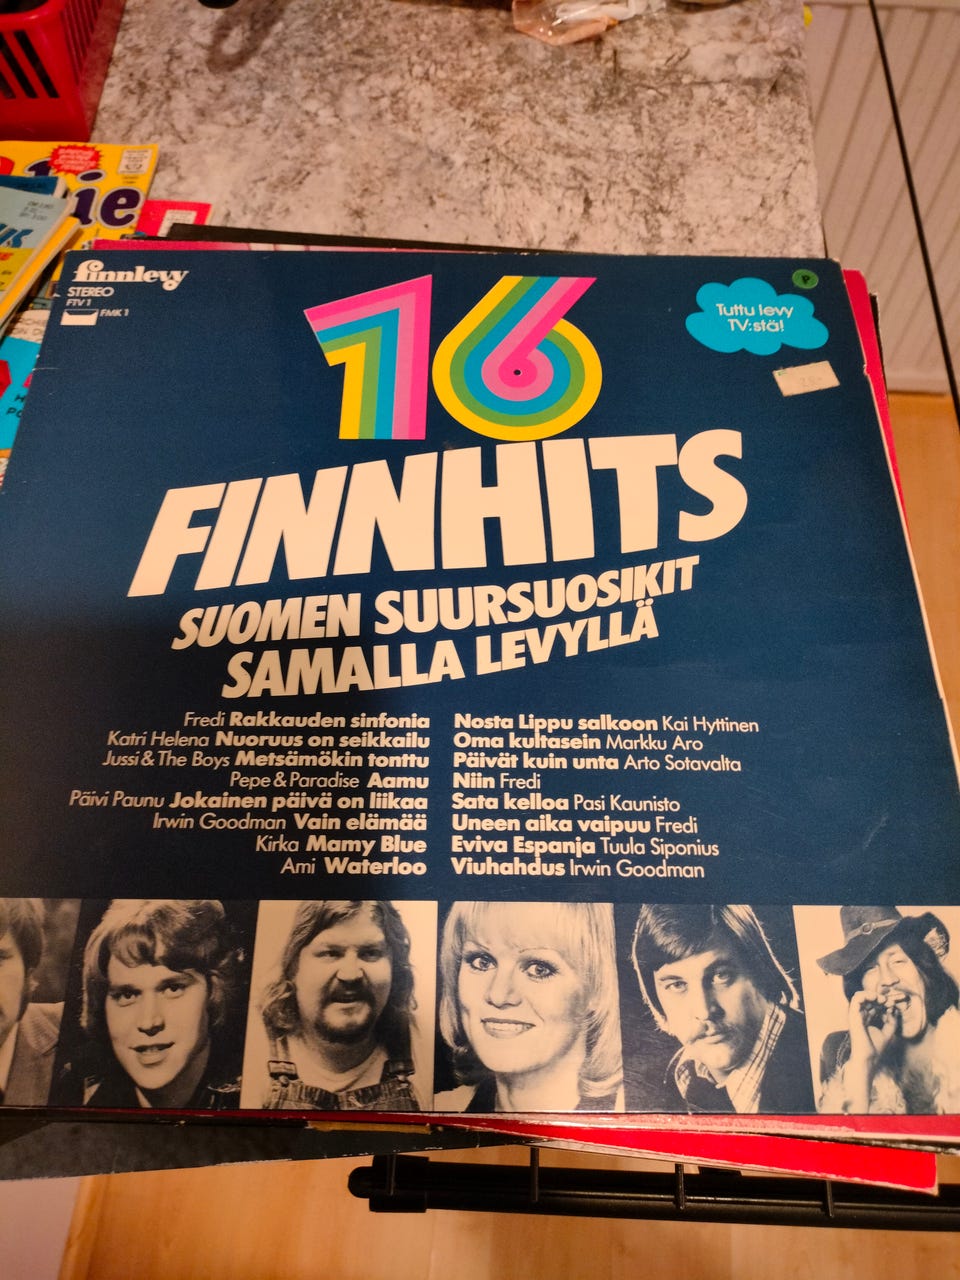 finnlevy
STEREO
FTV 1
FMK 1
16
Tuttu levy
TV:stä!
P
FINNHITS
SUOMEN SUURSUOSIKIT
SAMALLA LEVYLLÄ
Fredi Rakkauden sinfonia
Katri Helena Nuoruus on seikkailu
Jussi & The Boys Metsämökin tonttu
Pepe & Paradise Aamu
Päivi Paunu Jokainen päivä on liikaa
Irwin Goodman Vain elämää
Kirka Mamy Blue
Ami Waterloo
Nosta Lippu salkoon Kai Hyttinen
Oma kultasein Markku Aro
Päivät kuin unta Arto Sotavalta
Niin Fredi
Sata kelloa Pasi Kaunisto
Uneen aika vaipuu Fredi
Eviva Espanja Tuula Siponius
Viuhahdus Irwin Goodman